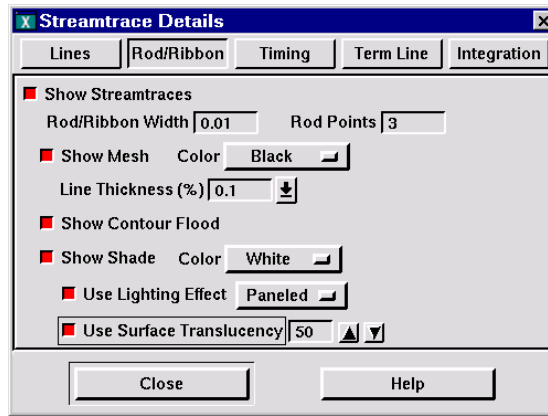 Streamtrace Details
Lines Rod/Ribbon Timing Term Line Integration
Show Streamtraces
Rod/Ribbon Width 0.01 Rod Points 3
Show Mesh Color Black
Line Thickness (%) 0.1
Show Contour Flood
Show Shade Color White
Use Lighting Effect Paneled
Use Surface Translucency 50
Close Help